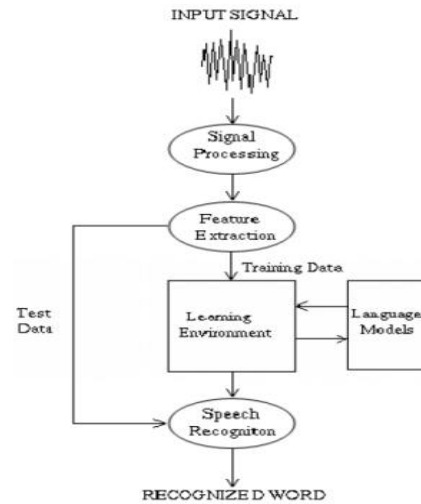 INPUT SIGNAL
Signal
Processing
Feature
Extraction
Training Data
Test
Data
Learning
Environment
Language
Models
Speech
Recogniton
RECOGNIZED WORD